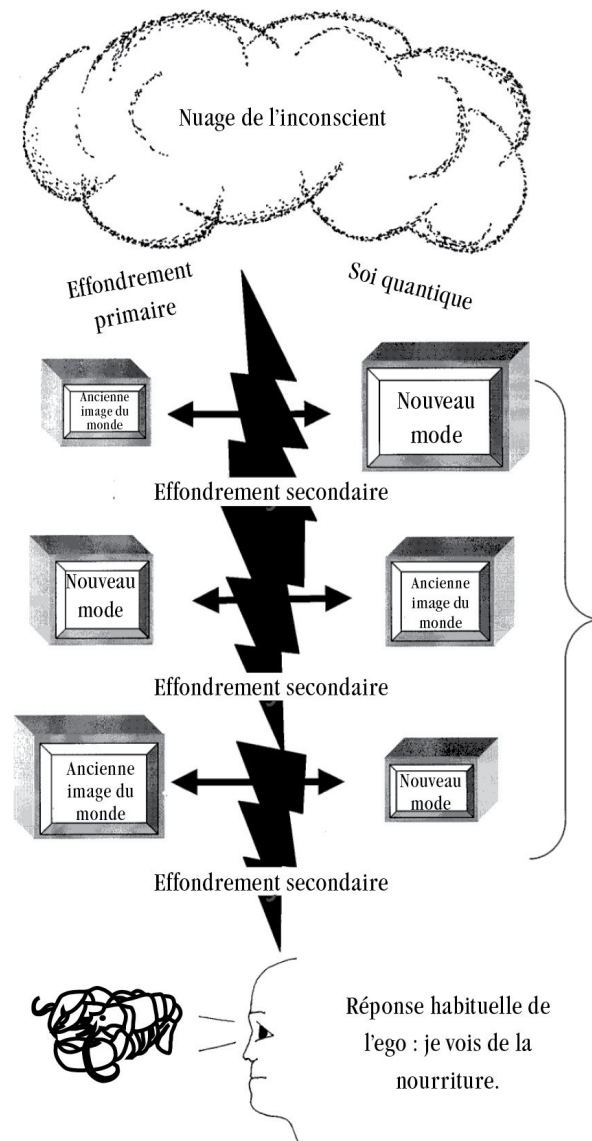 Nuage de l'inconscient
Effondrement
primaire
Soi quantique
Ancienne
image du
monde
Nouveau
mode
Effondrement secondaire
Nouveau
mode
Ancienne
image du
monde
Effondrement secondaire
Ancienne
image du
monde
Nouveau
mode
Effondrement secondaire
Réponse habituelle de
l'ego : je vois de la
nourriture.